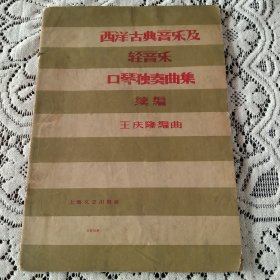 西洋古典音乐及
轻音乐
口琴独奏曲集
续编
王庆隆编曲
上海文艺出版社